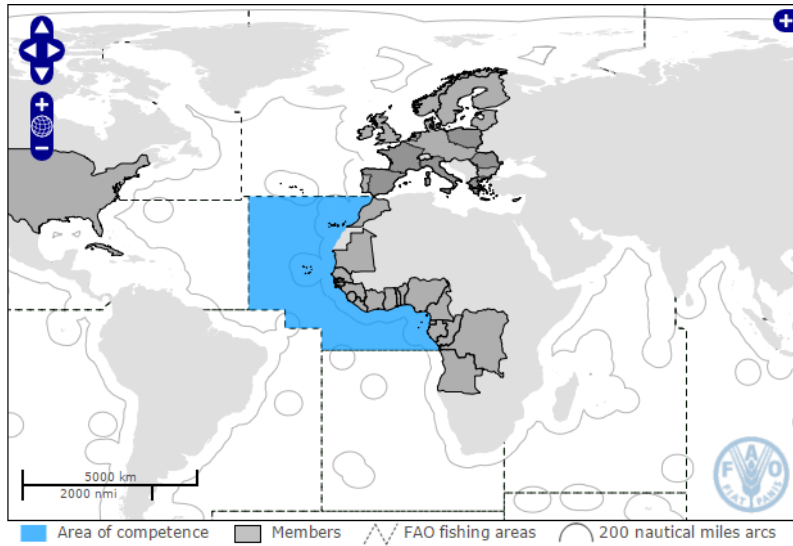 +
−
+
F A O
FIAT PANIS
5000 km
2000 nmi
Area of competence Members FAO fishing areas 200 nautical miles arcs